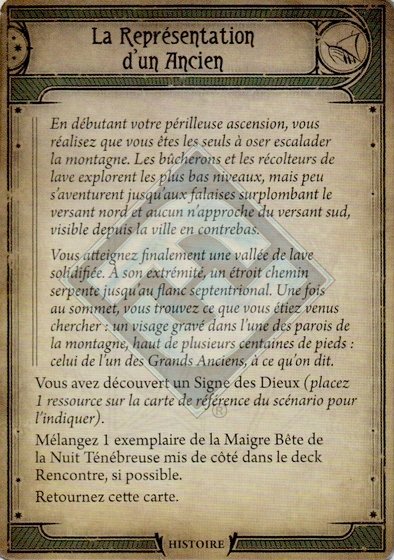 La Représentation
d'un Ancien
En débutant votre périlleuse ascension, vous
réalisez que vous êtes les seuls à oser escalader
la montagne. Les bûcherons et les récolteurs de
lave explorent les plus bas niveaux, mais peu
s'aventurent jusqu'aux falaises surplombant le
versant nord et aucun n'approche du versant sud,
visible depuis la ville en contrebas.
Vous atteignez finalement une vallée de lave
solidifiée. À son extrémité, un étroit chemin
serpente jusqu'au flanc septentrional. Une fois
au sommet, vous trouvez ce que vous étiez venus
chercher : un visage gravé dans l'une des parois de
la montagne, haut de plusieurs centaines de pieds :
celui de l'un des Grands Anciens, à ce qu'on dit.
Vous avez découvert un Signe des Dieux (placez
1 ressource sur la carte de référence du scénario pour
l'indiquer).
Mélangez 1 exemplaire de la Maigre Bête de
la Nuit Ténébreuse mis de côté dans le deck
Rencontre, si possible.
Retournez cette carte.
®
HISTOIRE